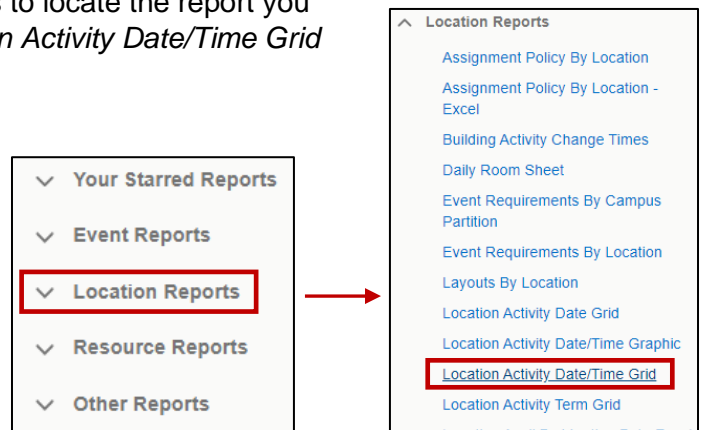 s to locate the report you
n Activity Date/Time Grid
Your Starred Reports
Event Reports
Location Reports
Resource Reports
Other Reports
Location Reports
Assignment Policy By Location
Assignment Policy By Location -
Excel
Building Activity Change Times
Daily Room Sheet
Event Requirements By Campus
Partition
Event Requirements By Location
Layouts By Location
Location Activity Date Grid
Location Activity Date/Time Graphic
Location Activity Date/Time Grid
Location Activity Term Grid